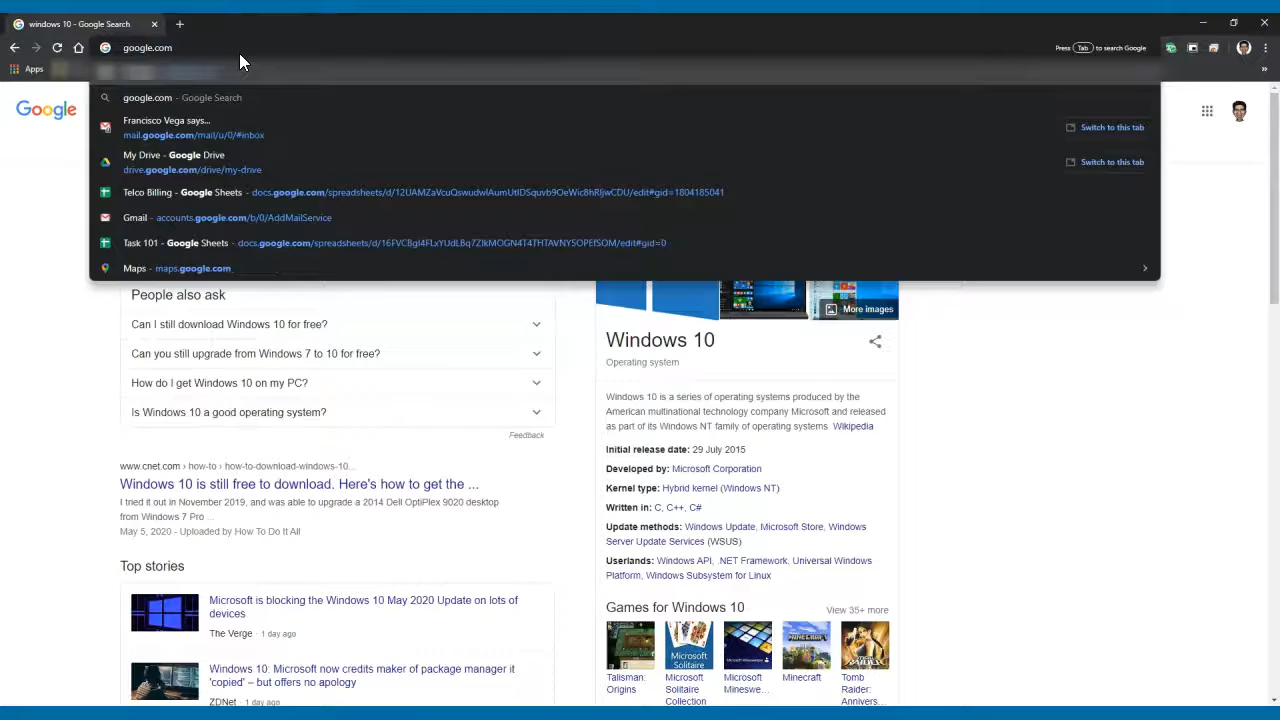 windows 10 - Google Search
google.com
Press Tab to search Google
Apps
Google
google.com - Google Search
Francisco Vega says...
mail.google.com/mail/u/0/#inbox
Switch to this tab
My Drive - Google Drive
drive.google.com/drive/my-drive
Switch to this tab
Telco Billing - Google Sheets - docs.google.com/spreadsheets/d/12UAMZaVcuQswudwlAumUtIDSquvb9OeWic8hRljwCDU/edit#gid=1804185041
Gmail - accounts.google.com/b/0/AddMailService
Task 101 - Google Sheets - docs.google.com/spreadsheets/d/16FVCBgI4FLxYUdLBq7ZIkMOGN4T4THTAVNYSOPEfSOM/edit#gid=0
Maps - maps.google.com
People also ask
Can I still download Windows 10 for free?
Can you still upgrade from Windows 7 to 10 for free?
How do I get Windows 10 on my PC?
Is Windows 10 a good operating system?
Feedback
www.cnet.com › how-to › how-to-download-windows-10...
Windows 10 is still free to download. Here's how to get the ...
I tried it out in November 2019, and was able to upgrade a 2014 Dell OptiPlex 9020 desktop
from Windows 7 Pro ...
May 5, 2020 - Uploaded by How To Do It All
Top stories
Microsoft is blocking the Windows 10 May 2020 Update on lots of
devices
The Verge · 1 day ago
Windows 10: Microsoft now credits maker of package manager it
'copied' – but offers no apology
ZDNet · 1 day ago
More images
Windows 10
Operating system
Windows 10 is a series of operating systems produced by the
American multinational technology company Microsoft and released
as part of its Windows NT family of operating systems. Wikipedia
Initial release date: 29 July 2015
Developed by: Microsoft Corporation
Kernel type: Hybrid kernel (Windows NT)
Written in: C, C++, C#
Update methods: Windows Update, Microsoft Store, Windows
Server Update Services (WSUS)
Userlands: Windows API, .NET Framework, Universal Windows
Platform, Windows Subsystem for Linux
Games for Windows 10
View 35+ more
Talisman:
Origins
Microsoft
Solitaire
Microsoft
Solitaire
Collection
Microsoft
Mineswe...
Minecraft
Tomb
Raider:
Annivers...